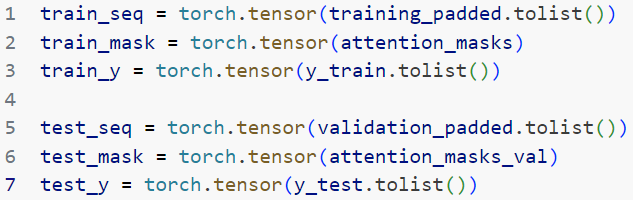 1 train_seq = torch.tensor(training_padded.tolist())
2 train_mask = torch.tensor(attention_masks)
3 train_y = torch.tensor(y_train.tolist())
4
5 test_seq = torch.tensor(validation_padded.tolist())
6 test_mask = torch.tensor(attention_masks_val)
7 test_y = torch.tensor(y_test.tolist())